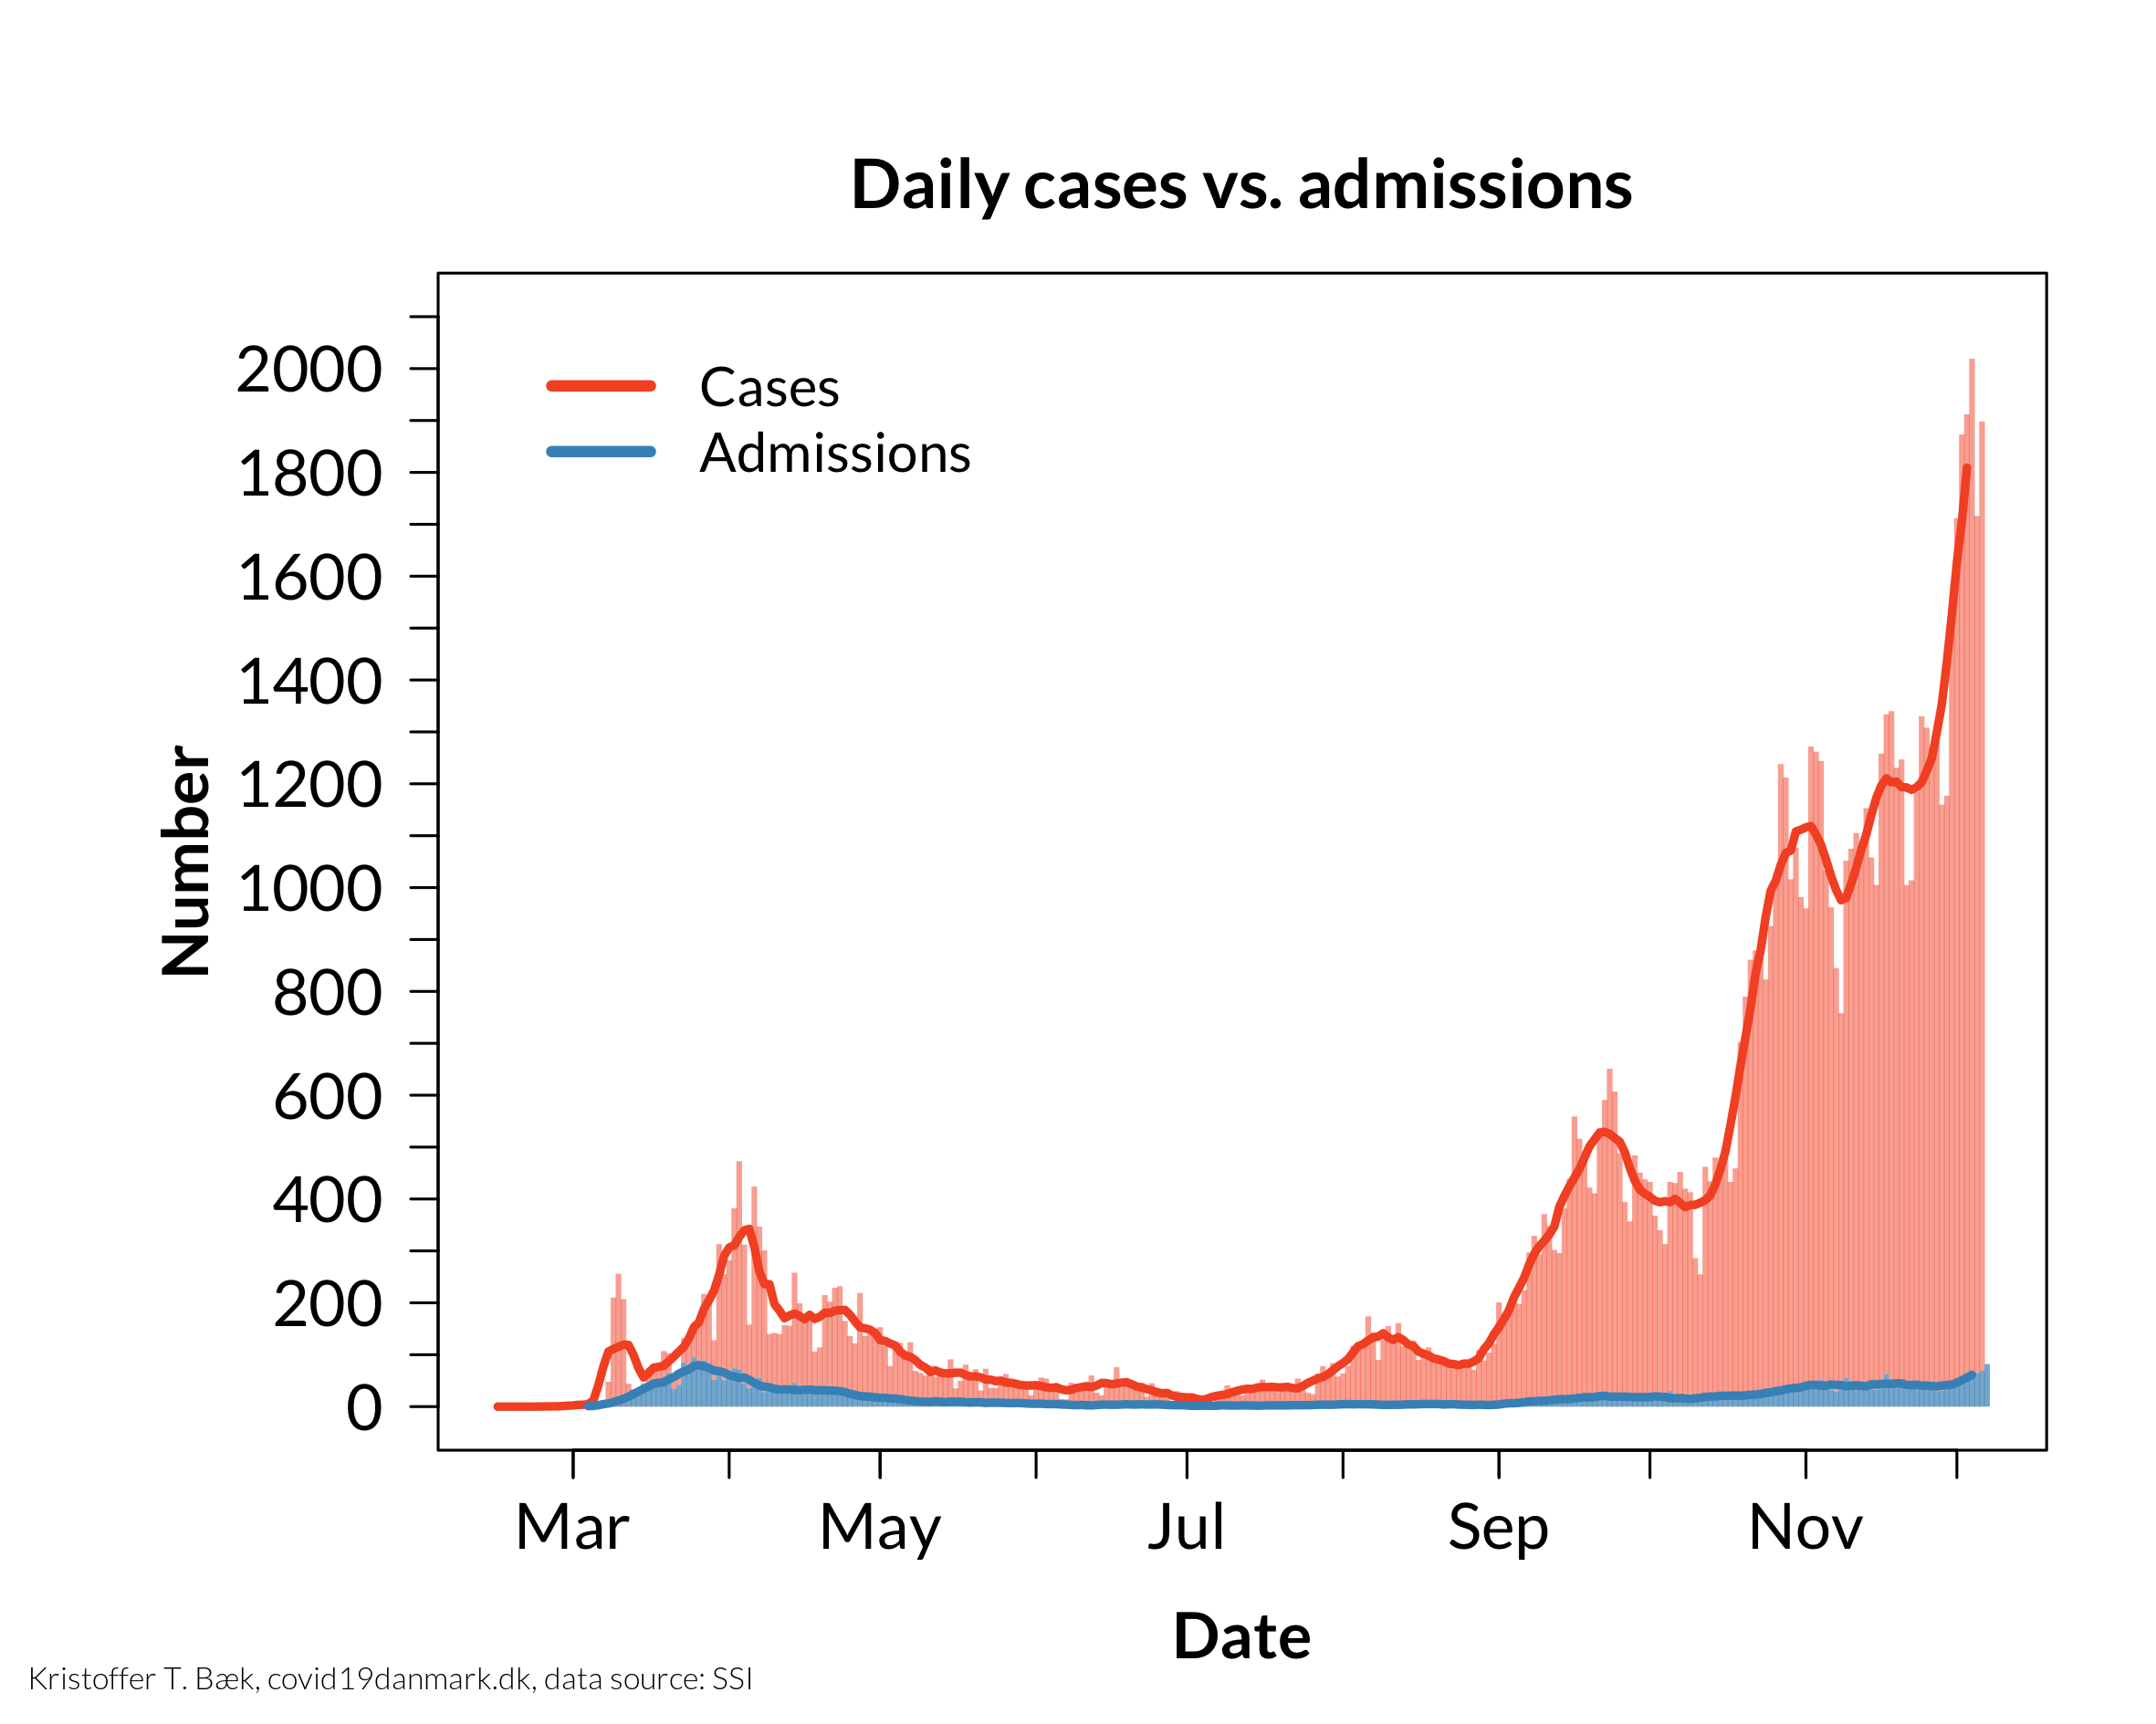 Daily cases vs. admissions
Cases
Admissions
2000
1800
1600
1400
1200
1000
800
600
400
200
0
Number
Mar May Jul Sep Nov
Date
Kristoffer T. Bæk, covid19danmark.dk, data source: SSI